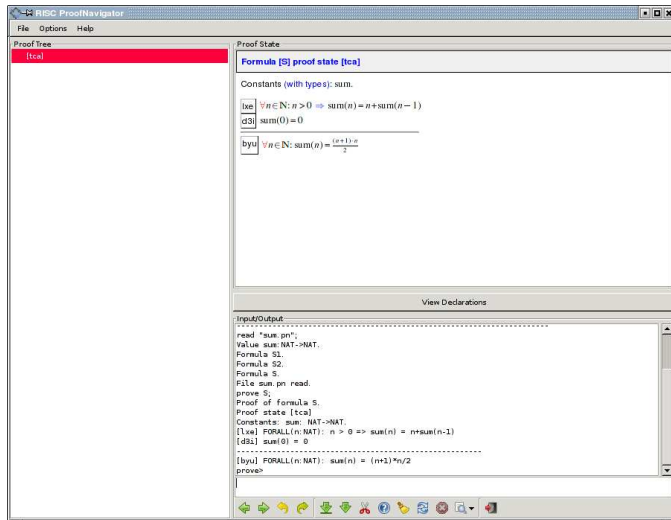 RISC ProofNavigator
File Options Help
Proof Tree
[tca]
Proof State
Formula [S] proof state [tca]
Constants (with types): sum.
lxe ∀n∈ℕ: n>0 ⇒ sum(n)=n+sum(n−1)
d3i sum(0)=0
byu ∀n∈ℕ: sum(n)=(n+1)·n/2
View Declarations
Input/Output
read "sum.pn";
Value sum:NAT->NAT.
Formula S1.
Formula S2.
Formula S.
File sum.pn read.
prove S;
Proof of formula S.
Proof state [tca]
Constants: sum: NAT->NAT.
[lxe] FORALL(n:NAT): n > 0 => sum(n) = n+sum(n-1)
[d3i] sum(0) = 0
-----------------------------------------------------
[byu] FORALL(n:NAT): sum(n) = (n+1)*n/2
prove>